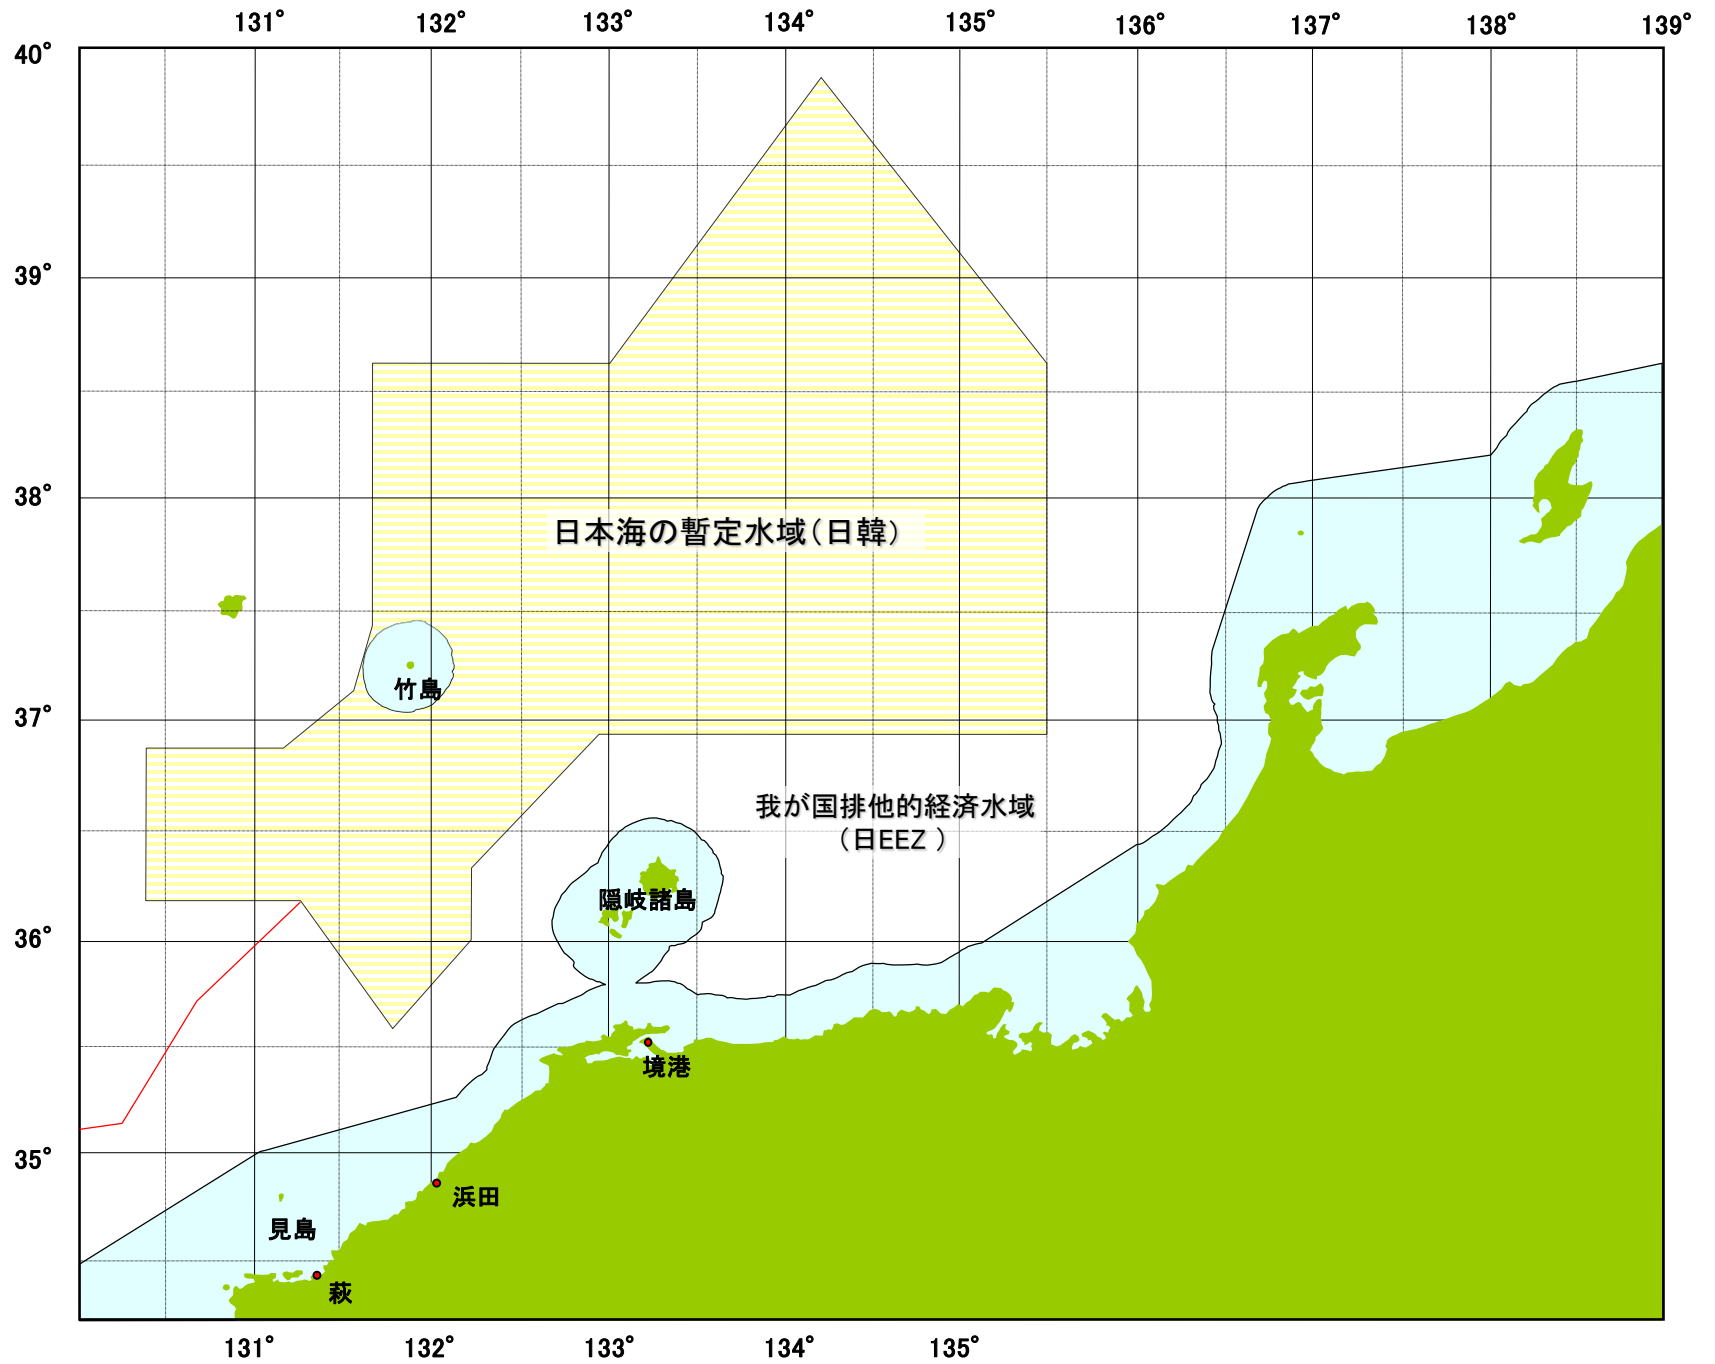 131° 132° 133° 134° 135° 136° 137° 138° 139°
40°
39°
38°
日本海の暫定水域(日韓)
竹島
37°
我が国排他的経済水域
(日EEZ )
隠岐諸島
36°
境港
35°
浜田
見島
萩
131° 132° 133° 134° 135°